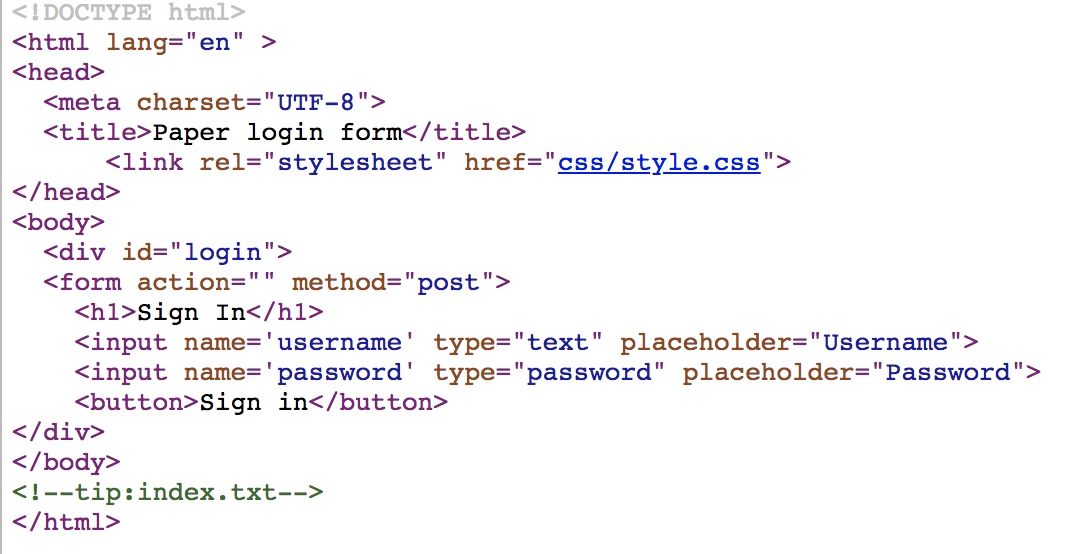 <!DOCTYPE html>
<html lang="en" >
<head>
  <meta charset="UTF-8">
  <title>Paper login form</title>
      <link rel="stylesheet" href="css/style.css">
</head>
<body>
  <div id="login">
  <form action="" method="post">
    <h1>Sign In</h1>
    <input name='username' type="text" placeholder="Username">
    <input name='password' type="password" placeholder="Password">
    <button>Sign in</button>
</div>
</body>
<!--tip:index.txt-->
</html>